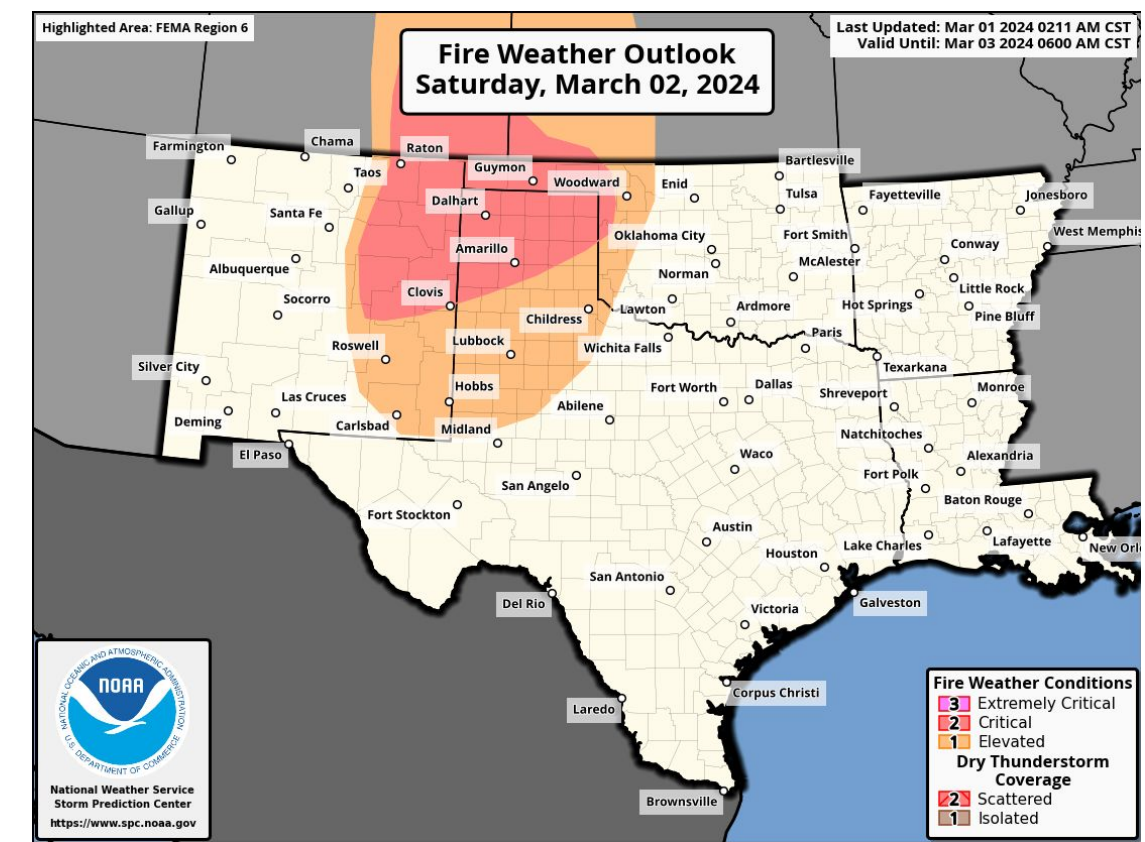 Highlighted Area: FEMA Region 6
Fire Weather Outlook
Saturday, March 02, 2024
Last Updated: Mar 01 2024 0211 AM CST
Valid Until: Mar 03 2024 0600 AM CST
Farmington
Chama
Raton
Guymon
Bartlesville
Taos
Woodward
Enid
Dalhart
Tulsa
Fayetteville
Jonesboro
Gallup
Santa Fe
Amarillo
Oklahoma City
Fort Smith
West Memphis
Conway
Albuquerque
Norman
McAlester
Little Rock
Socorro
Clovis
Childress
Lawton
Ardmore
Hot Springs
Pine Bluff
Roswell
Lubbock
Wichita Falls
Paris
Texarkana
Silver City
Hobbs
Fort Worth
Dallas
Shreveport
Monroe
Las Cruces
Abilene
Deming
Carlsbad
Midland
Natchitoches
El Paso
Waco
Alexandria
San Angelo
Fort Polk
Fort Stockton
Baton Rouge
Austin
Lake Charles
Lafayette
New Orl
Houston
San Antonio
Del Rio
Victoria
Galveston
Corpus Christi
Laredo
Brownsville
NATIONAL OCEANIC AND ATMOSPHERIC ADMINISTRATION
NOAA
U.S. DEPARTMENT OF COMMERCE
National Weather Service
Storm Prediction Center
https://www.spc.noaa.gov
Fire Weather Conditions
3 Extremely Critical
2 Critical
1 Elevated
Dry Thunderstorm
Coverage
2 Scattered
1 Isolated